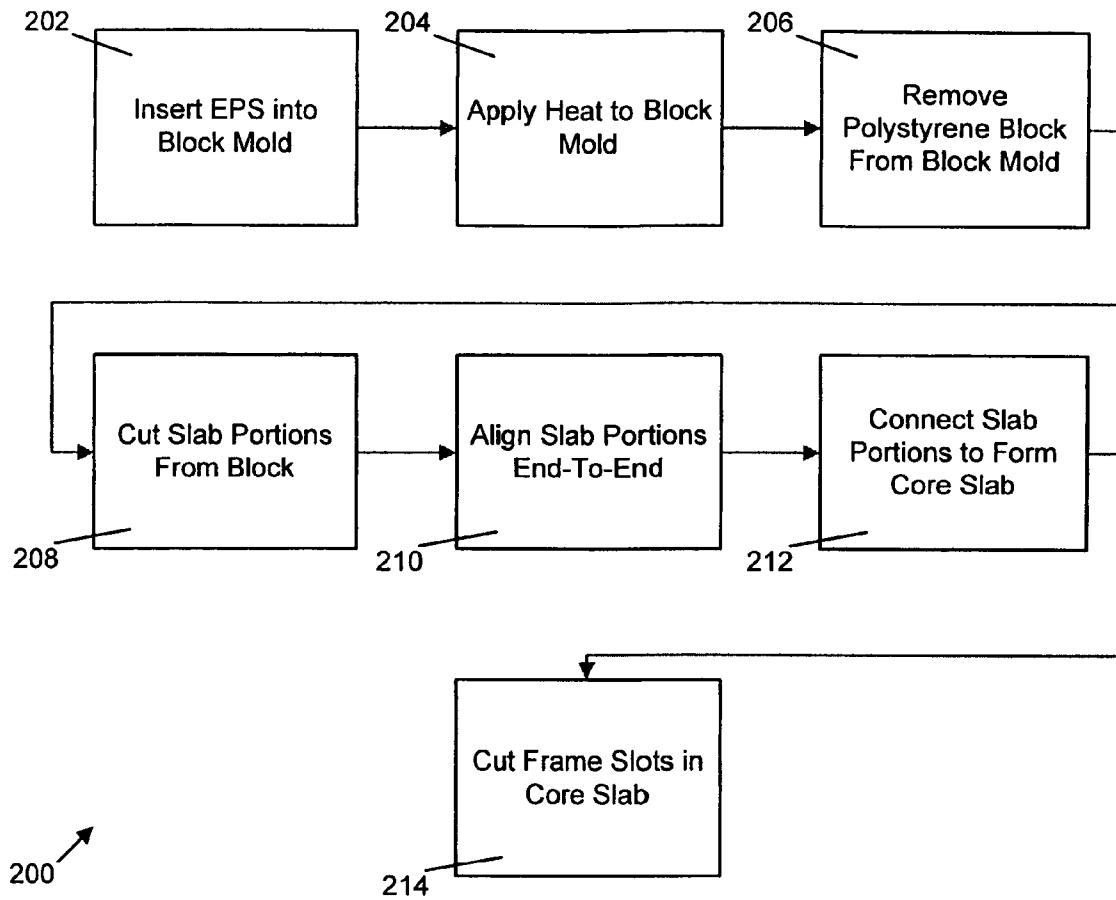 202
204
206
Insert EPS into
Block Mold
Apply Heat to Block
Mold
Remove
Polystyrene Block
From Block Mold
Cut Slab Portions
From Block
Align Slab Portions
End-To-End
Connect Slab
Portions to Form
Core Slab
208
210
212
Cut Frame Slots in
Core Slab
200
214